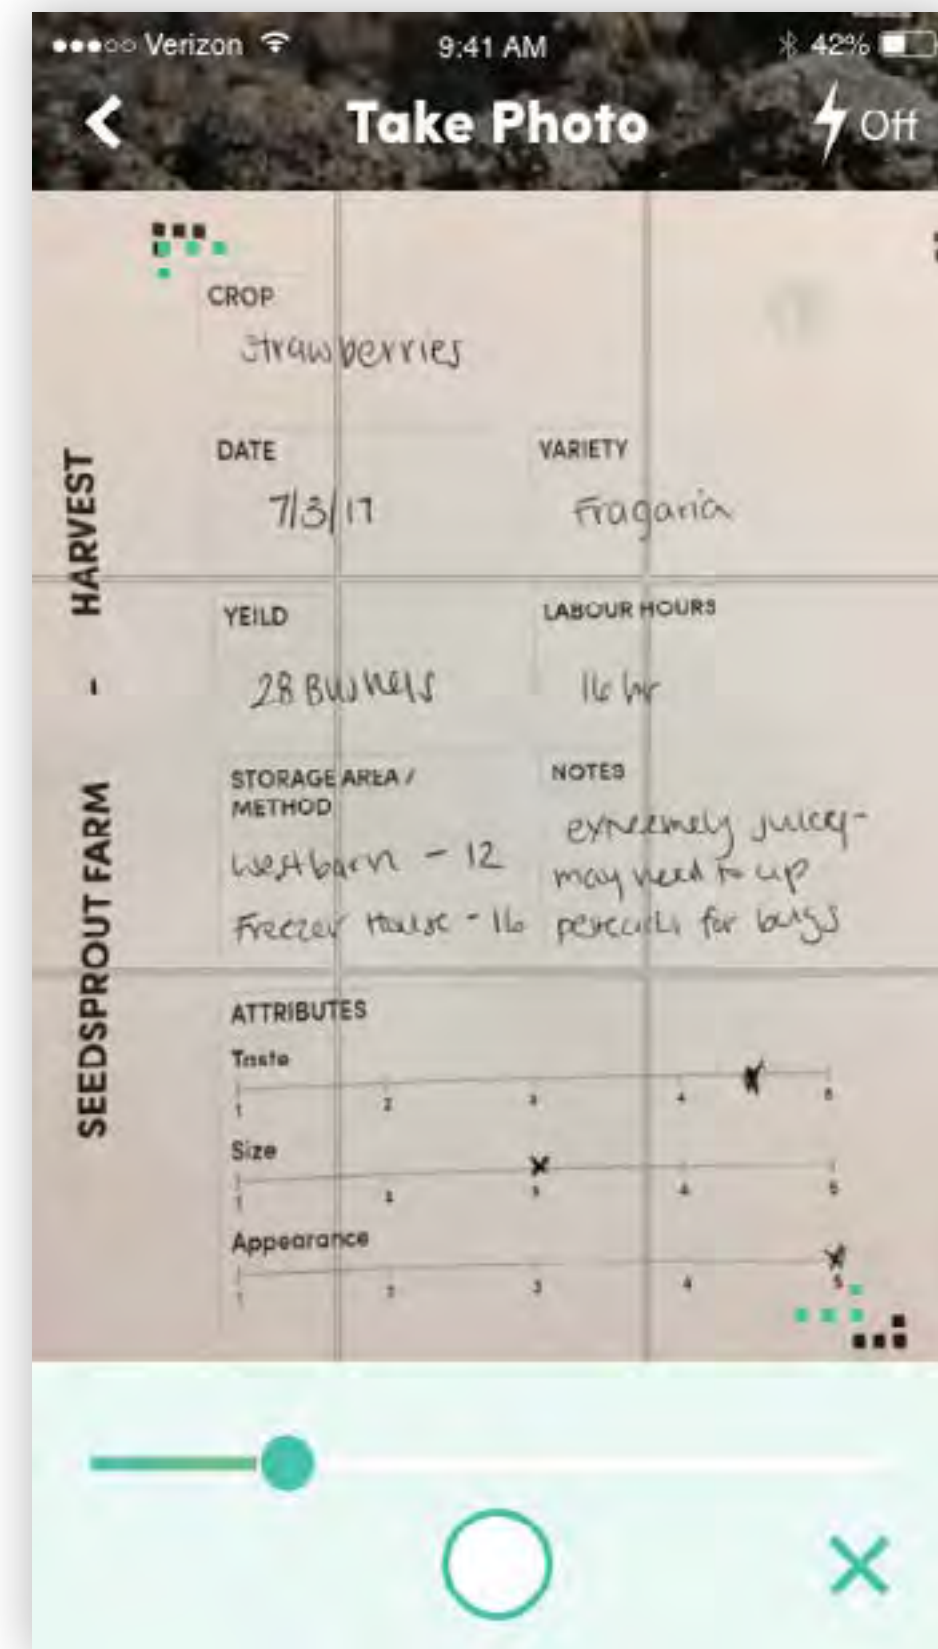 Verizon 9:41 AM 42%
Take Photo Off
CROP
Strawberries
DATE VARIETY
7/3/17 Fragaria
HARVEST
YEILD LABOUR HOURS
28 Bushels 16 hr
-
STORAGE AREA / NOTES
METHOD
extremely juicy-
Westbarn - 12 may need to up
Freezer House - 16 for bugs
SEEDSPROUT FARM
ATTRIBUTES
Taste
1 2 3 4 5
Size
1 2 3 4 5
Appearance
1 2 3 4 5